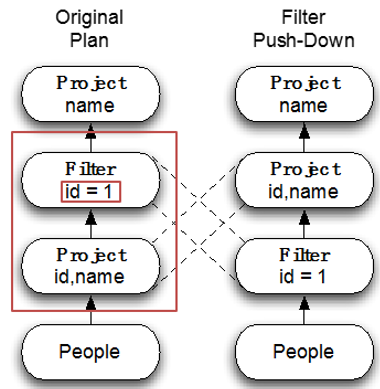 Original
Plan
Project
name
Filter
id = 1
Project
id,name
People
Filter
Push-Down
Project
name
Project
id,name
Filter
id = 1
People